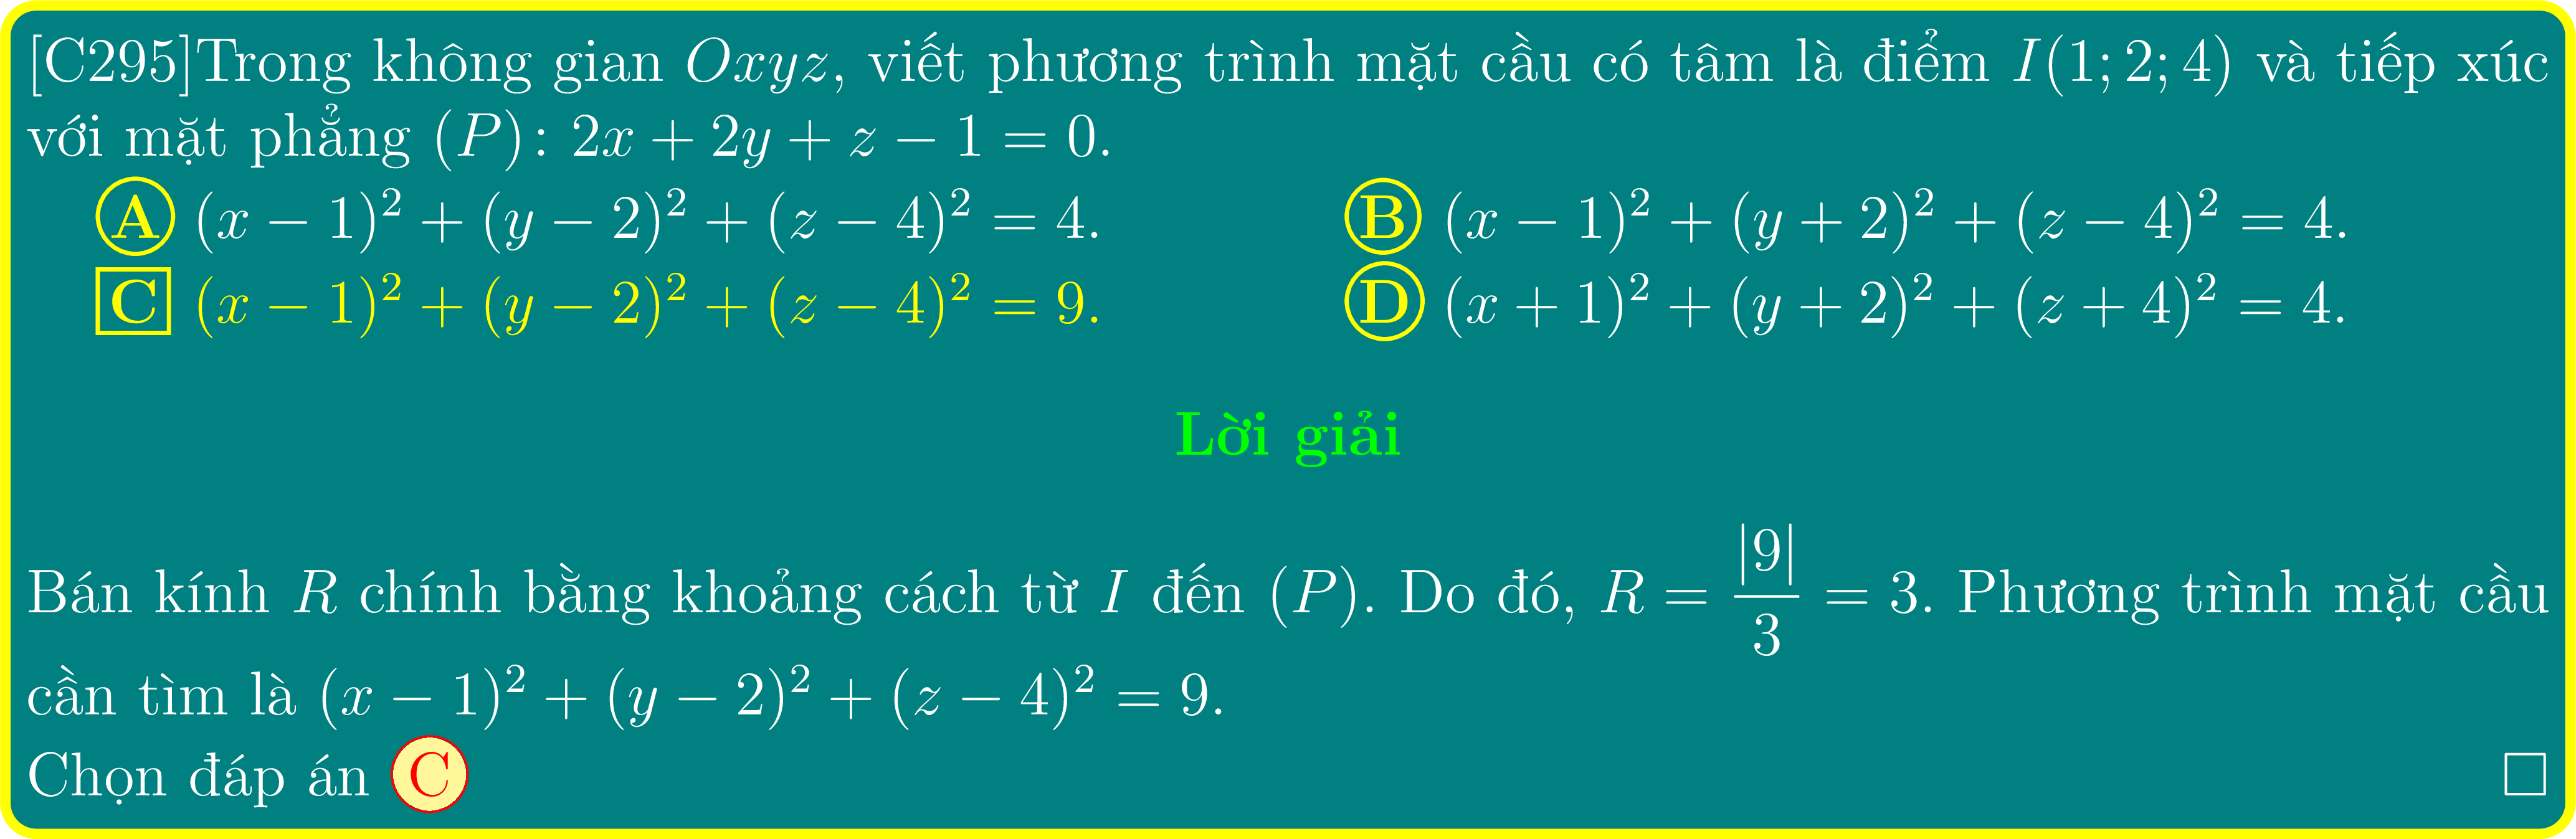 [C295]Trong không gian Oxyz, viết phương trình mặt cầu có tâm là điểm I(1; 2; 4) và tiếp xúc
với mặt phẳng (P): 2x + 2y + z − 1 = 0.
A (x − 1)² + (y − 2)² + (z − 4)² = 4. B (x − 1)² + (y + 2)² + (z − 4)² = 4.
C (x − 1)² + (y − 2)² + (z − 4)² = 9. D (x + 1)² + (y + 2)² + (z + 4)² = 4.
Lời giải
Bán kính R chính bằng khoảng cách từ I đến (P). Do đó, R = |9|/3 = 3. Phương trình mặt cầu
cần tìm là (x − 1)² + (y − 2)² + (z − 4)² = 9.
Chọn đáp án C □